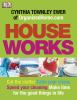 CYNTHIA TOWNLEY EWER
OrganizedHome.com
HOUSE
WORKS
Cut the clutter
Speed your cleaning
Make time
for the good things in life